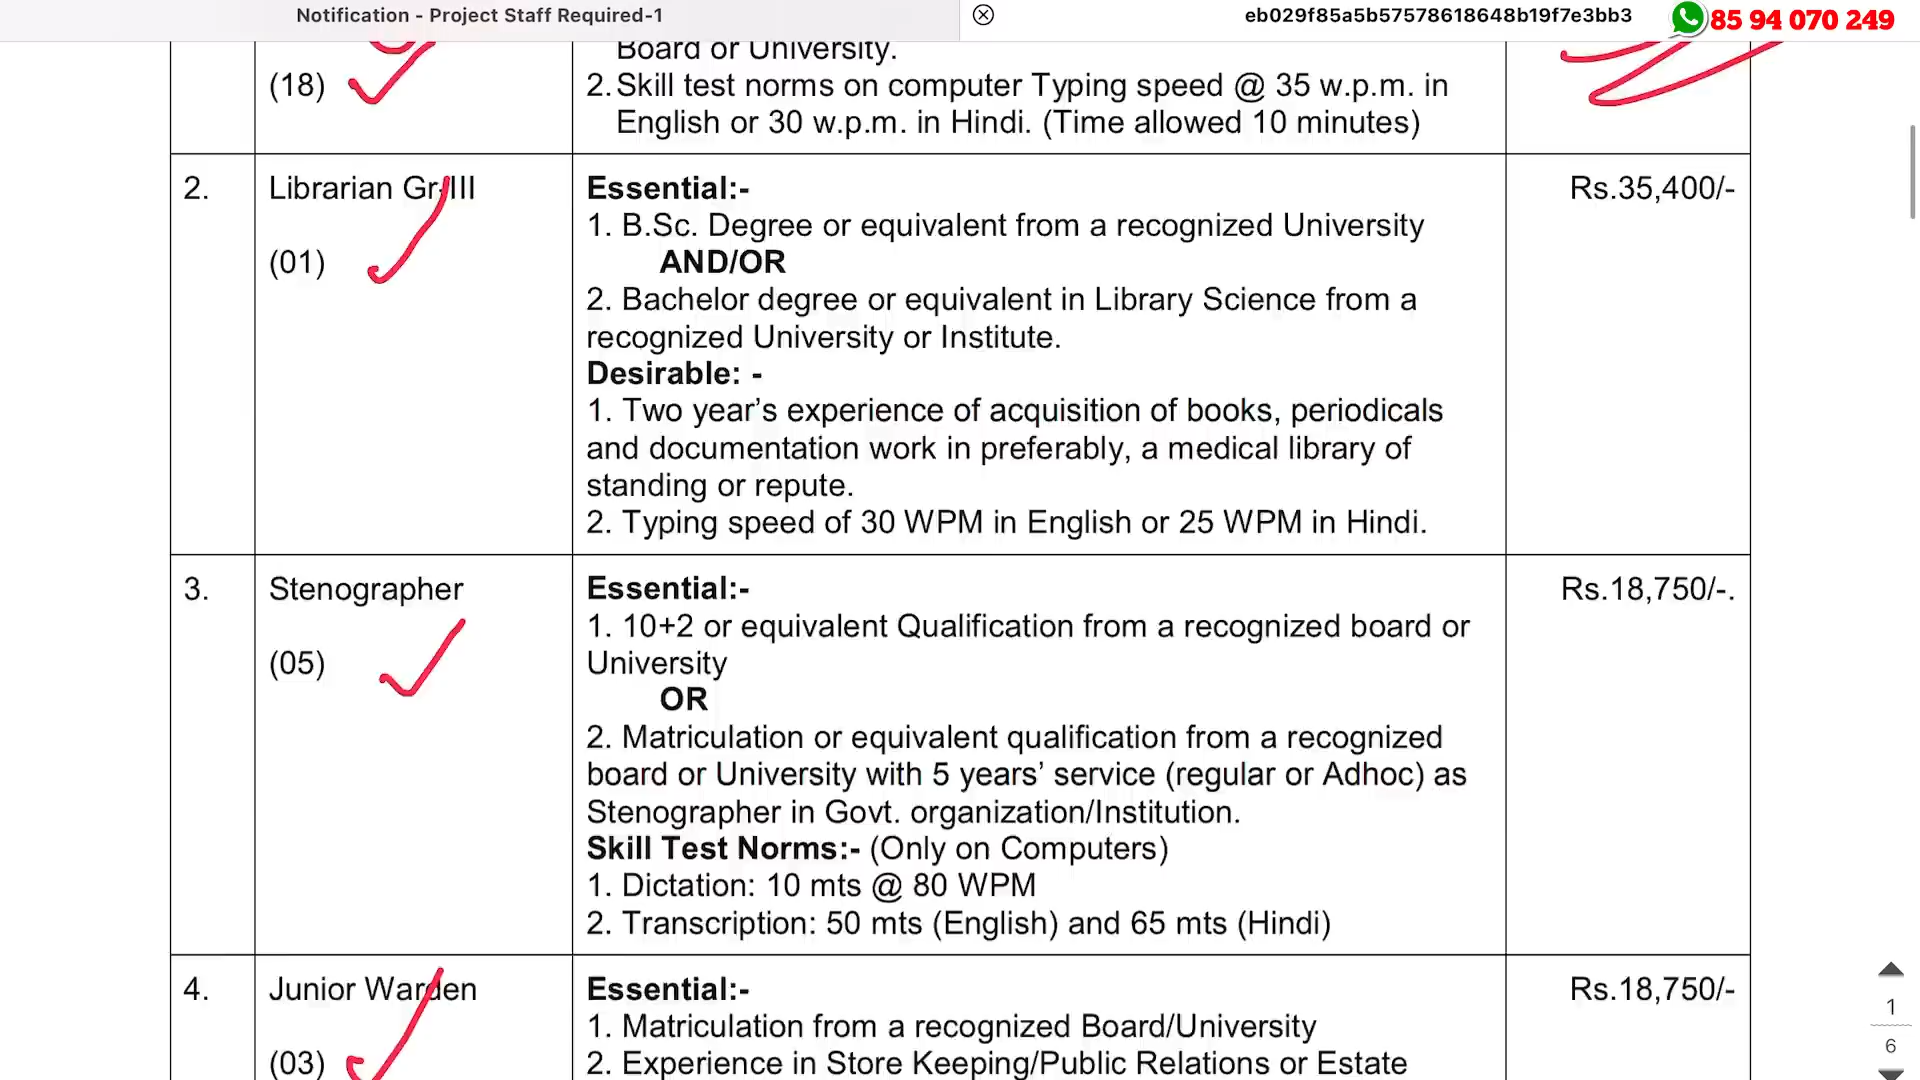 Notification - Project Staff Required-1
eb029f85a5b57578618648b19f7e3bb3
85 94 070 249
Board or University.
(18)
2. Skill test norms on computer Typing speed @ 35 w.p.m. in
English or 30 w.p.m. in Hindi. (Time allowed 10 minutes)
2.
Librarian Gr-III
(01)
Essential:-
1. B.Sc. Degree or equivalent from a recognized University
AND/OR
2. Bachelor degree or equivalent in Library Science from a
recognized University or Institute.
Desirable: -
1. Two year’s experience of acquisition of books, periodicals
and documentation work in preferably, a medical library of
standing or repute.
2. Typing speed of 30 WPM in English or 25 WPM in Hindi.
Rs.35,400/-
3.
Stenographer
(05)
Essential:-
1. 10+2 or equivalent Qualification from a recognized board or
University
OR
2. Matriculation or equivalent qualification from a recognized
board or University with 5 years’ service (regular or Adhoc) as
Stenographer in Govt. organization/Institution.
Skill Test Norms:- (Only on Computers)
1. Dictation: 10 mts @ 80 WPM
2. Transcription: 50 mts (English) and 65 mts (Hindi)
Rs.18,750/-.
4.
Junior Warden
(03)
Essential:-
1. Matriculation from a recognized Board/University
2. Experience in Store Keeping/Public Relations or Estate
Rs.18,750/-
1
6